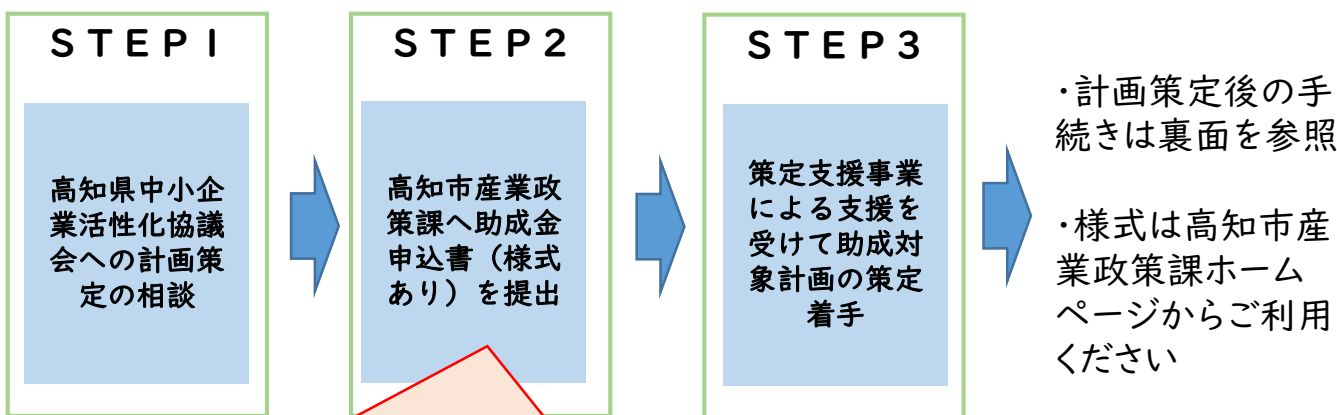 STEP1
高知県中小企
業活性化協議
会への計画策
定の相談
STEP2
高知市産業政
策課へ助成金
申込書（様式
あり）を提出
STEP3
策定支援事業
による支援を
受けて助成対
象計画の策定
着手
・計画策定後の手
続きは裏面を参照
・様式は高知市産
業政策課ホーム
ページからご利用
ください